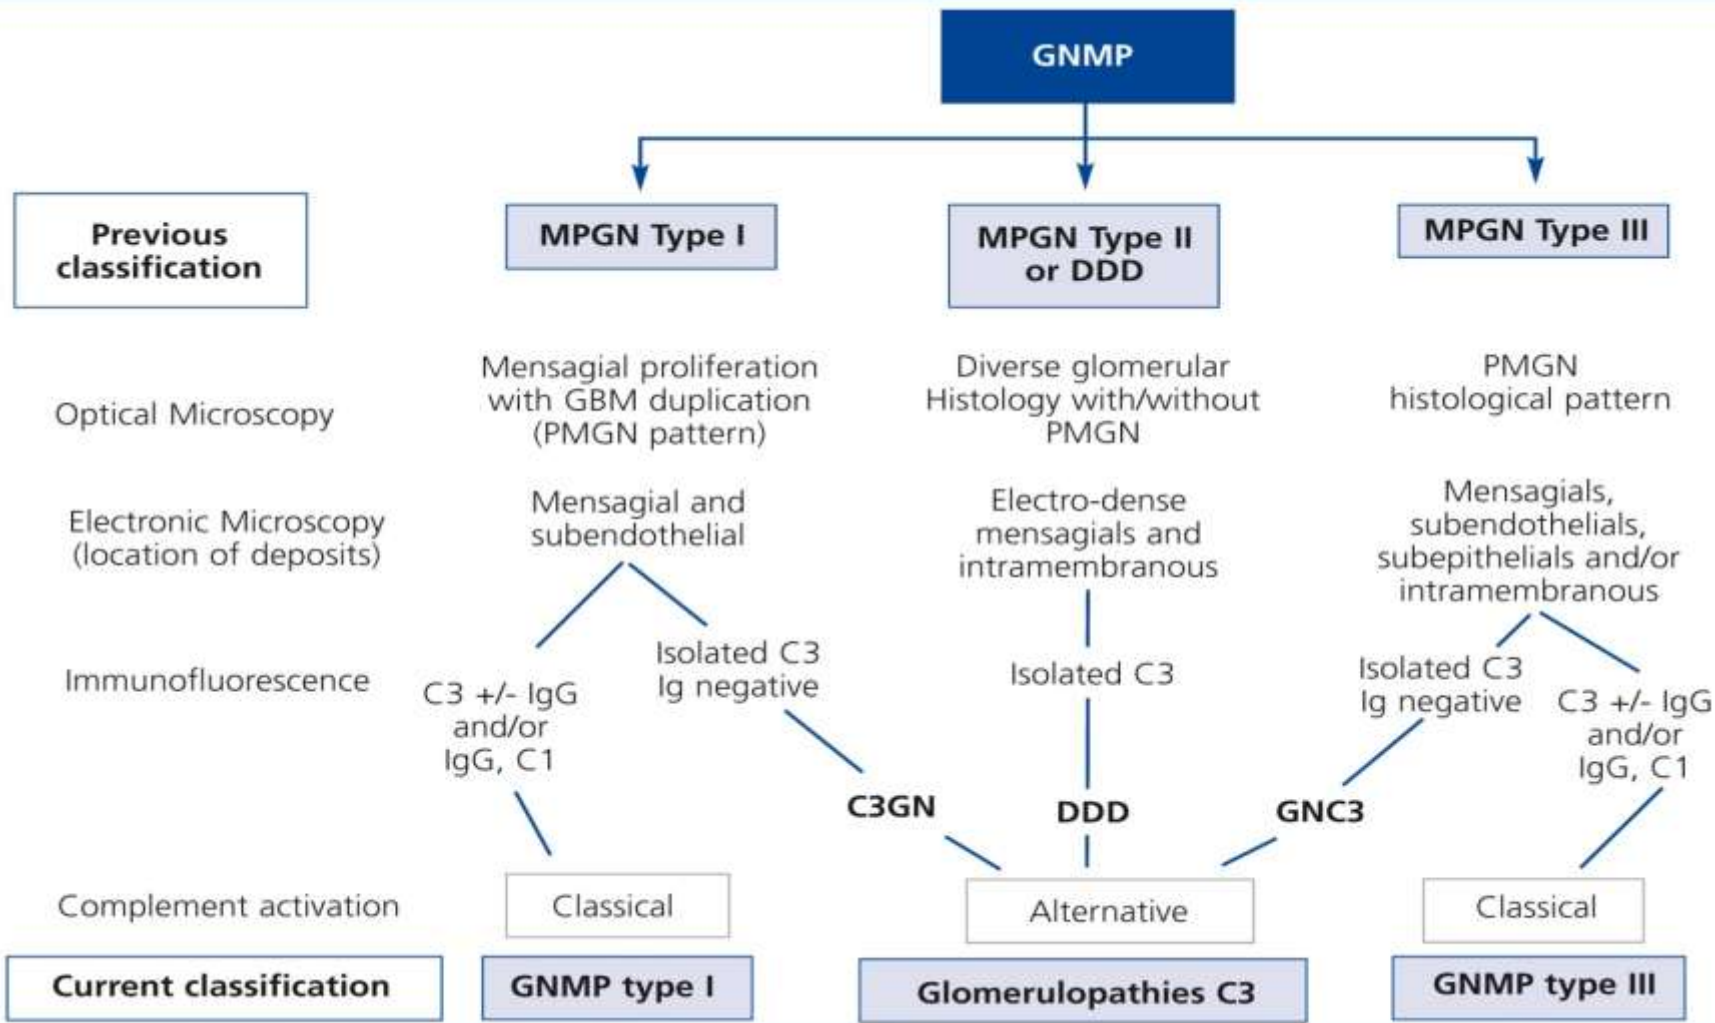 GNMP
Previous
classification
MPGN Type I
MPGN Type II
or DDD
MPGN Type III
Optical Microscopy
Mensagial proliferation
with GBM duplication
(PMGN pattern)
Diverse glomerular
Histology with/without
PMGN
PMGN
histological pattern
Electronic Microscopy
(location of deposits)
Mensagial and
subendothelial
Electro-dense
mensagials and
intramembranous
Mensagials,
subendothelials,
subepithelials and/or
intramembranous
Immunofluorescence
C3 +/- IgG
and/or
IgG, C1
Isolated C3
Ig negative
Isolated C3
Isolated C3
Ig negative
C3 +/- IgG
and/or
IgG, C1
C3GN
DDD
GNC3
Complement activation
Classical
Alternative
Classical
Current classification
GNMP type I
Glomerulopathies C3
GNMP type III